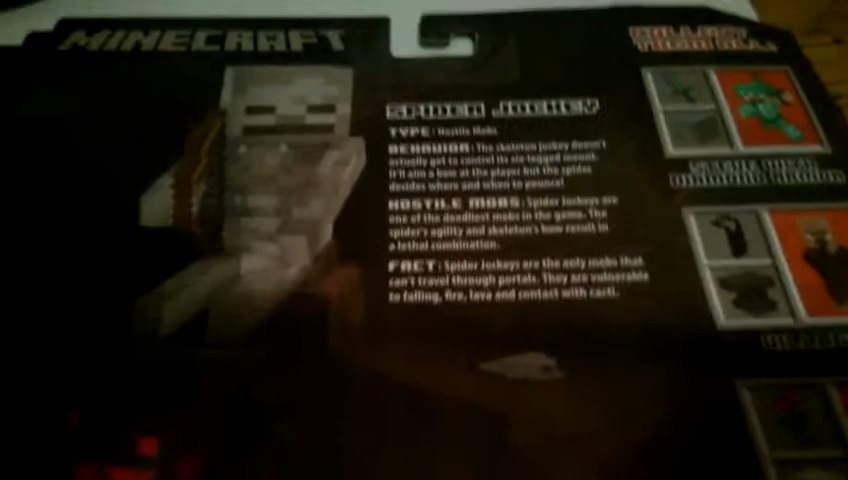 MINECRAFT
COLLECT
THEM ALL!
SPIDER JOCKEY
TYPE: Hostile Mobs
BEHAVIOR: The skeleton jockey doesn't
actually get to control its six-legged mount.
It'll aim a bow at the player but the spider
decides where and when to pounce!
HOSTILE MOBS: Spider Jockeys are
one of the deadliest mobs in the game. The
spider's agility and skeleton's bow result in
a lethal combination.
FACT: Spider Jockeys are the only mobs that
can't travel through portals. They are vulnerable
to falling, fire, lava and contact with cacti.